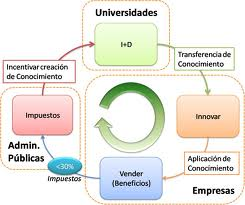 Universidades
Incentivar creación
de Conocimiento
I+D
Transferencia de
Conocimiento
Impuestos
Innovar
Admin.
Públicas
<30%
Impuestos
Vender
(Beneficios)
Aplicación de
Conocimiento
Empresas